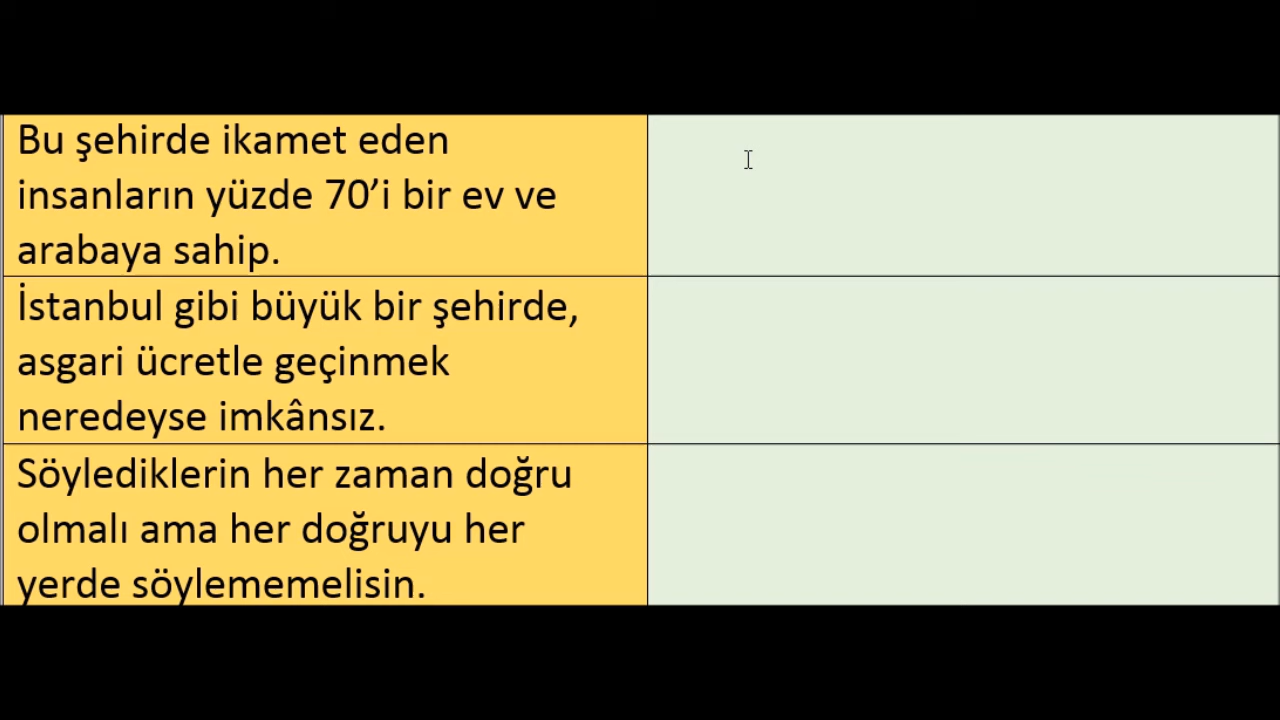 Bu şehirde ikamet eden
insanların yüzde 70’i bir ev ve
arabaya sahip.
İstanbul gibi büyük bir şehirde,
asgari ücretle geçinmek
neredeyse imkânsız.
Söylediklerin her zaman doğru
olmalı ama her doğruyu her
yerde söylememelisin.